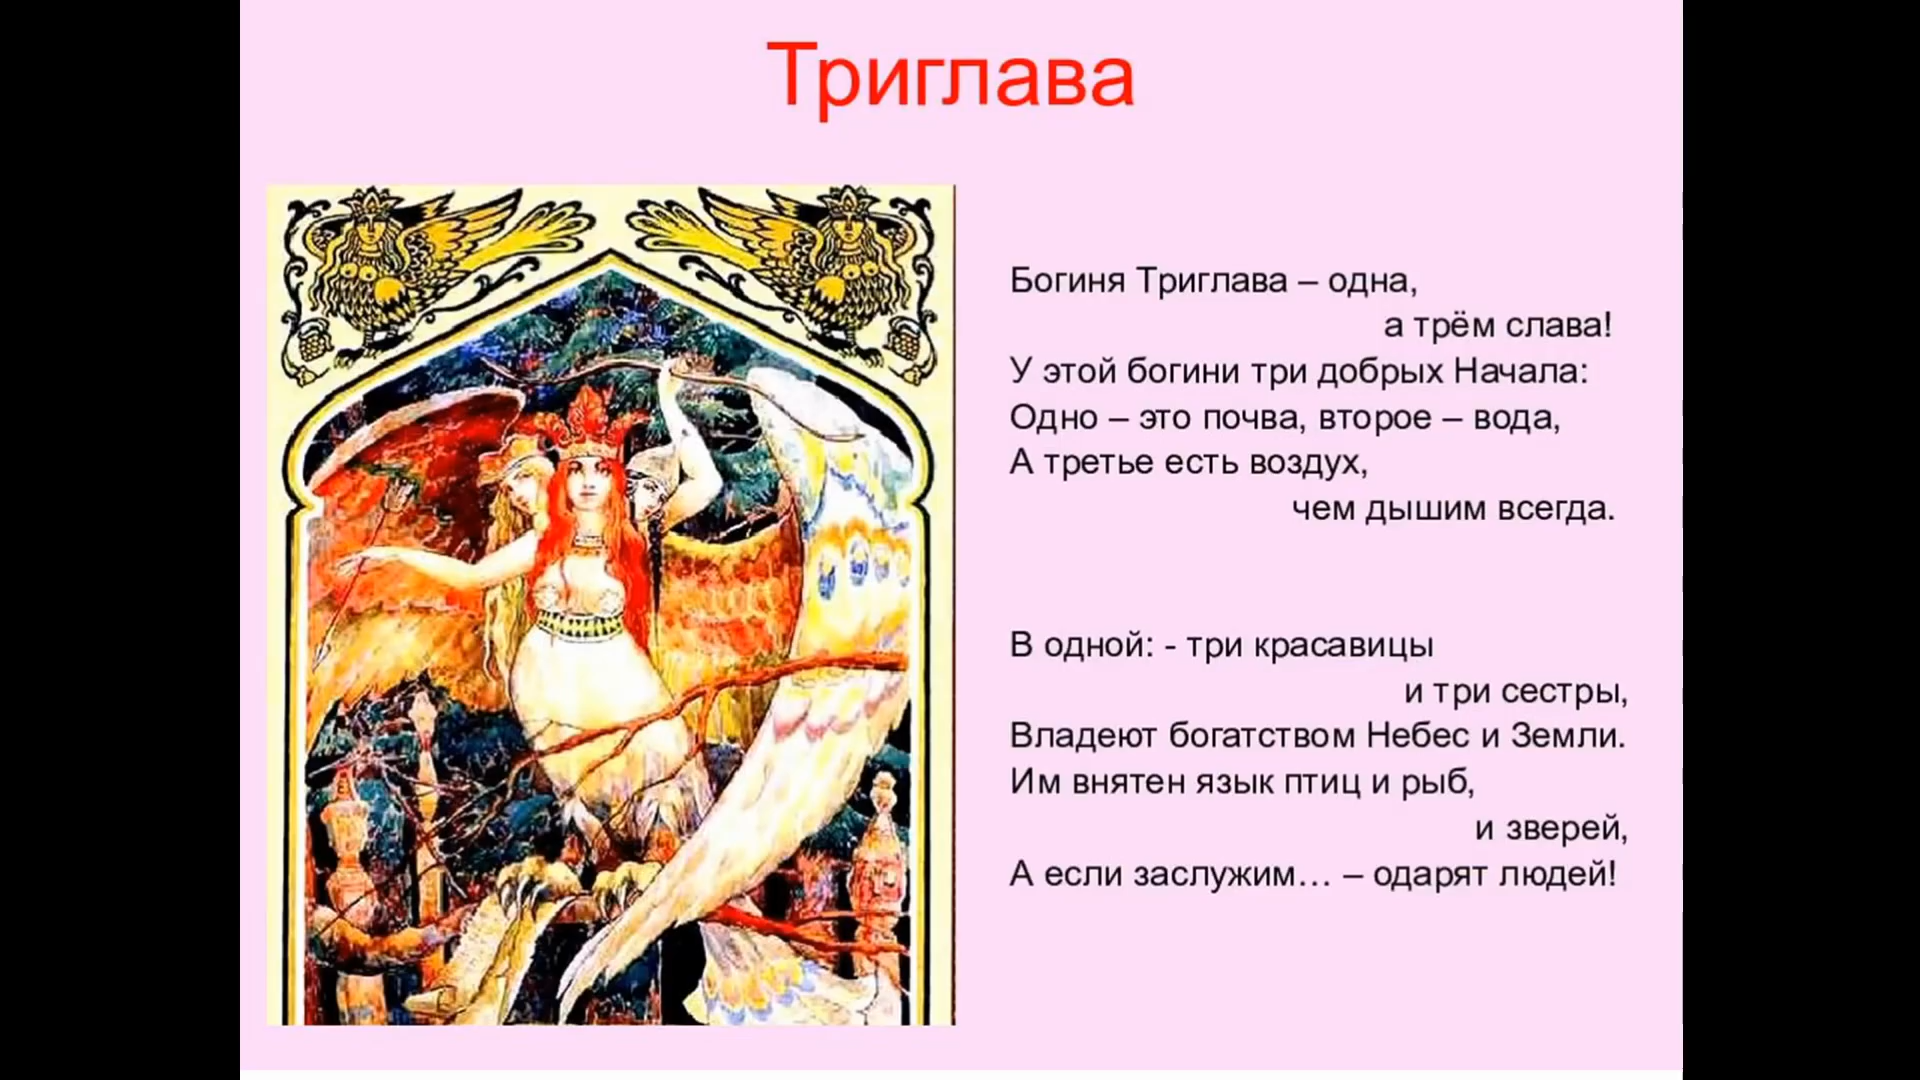 Триглава
Богиня Триглава – одна,
а трём слава!
У этой богини три добрых Начала:
Одно – это почва, второе – вода,
А третье есть воздух,
чем дышим всегда.
В одной: - три красавицы
и три сестры,
Владеют богатством Небес и Земли.
Им внятен язык птиц и рыб,
и зверей,
А если заслужим… – одарят людей!